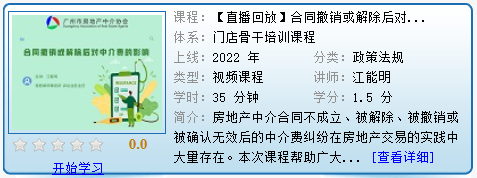 广州市房地产中介协会
合同撤销或解除后对中介费的影响
0.0
开始学习
课程:【直播回放】合同撤销或解除后对...
体系:门店骨干培训课程
上线:2022 年 分类:政策法规
类型:视频课程 讲师:江能明
学时:35 分钟 学分:1.5 分
简介:房地产中介合同不成立、被解除、被撤销或
被确认无效后的中介费纠纷在房地产交易的实践中
大量存在。本次课程帮助广大... [查看详细]